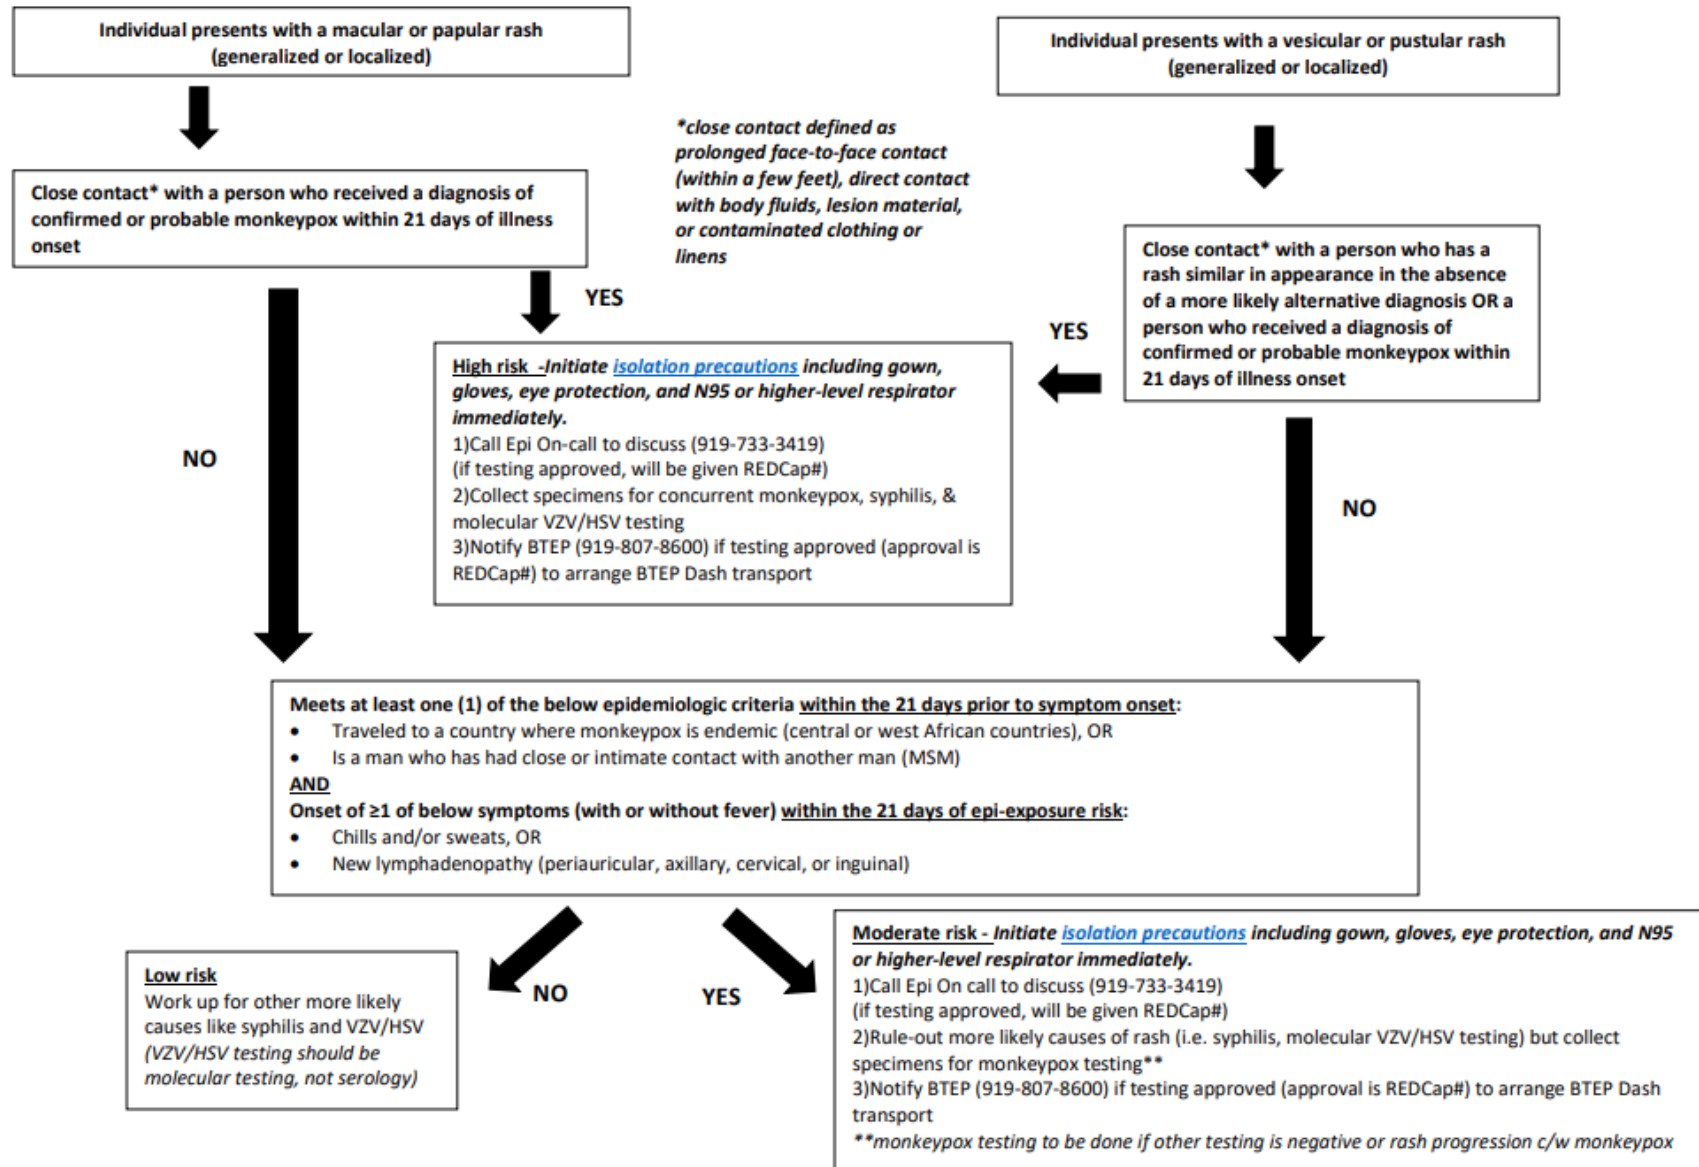 Individual presents with a macular or papular rash
(generalized or localized)
Individual presents with a vesicular or pustular rash
(generalized or localized)
*close contact defined as
prolonged face-to-face contact
(within a few feet), direct contact
with body fluids, lesion material,
or contaminated clothing or
linens
Close contact* with a person who received a diagnosis of
confirmed or probable monkeypox within 21 days of illness
onset
Close contact* with a person who has a
rash similar in appearance in the absence
of a more likely alternative diagnosis OR a
person who received a diagnosis of
confirmed or probable monkeypox within
21 days of illness onset
YES
YES
High risk -Initiate isolation precautions including gown,
gloves, eye protection, and N95 or higher-level respirator
immediately.
1)Call Epi On-call to discuss (919-733-3419)
(if testing approved, will be given REDCap#)
2)Collect specimens for concurrent monkeypox, syphilis, &
molecular VZV/HSV testing
3)Notify BTEP (919-807-8600) if testing approved (approval is
REDCap#) to arrange BTEP Dash transport
NO
NO
Meets at least one (1) of the below epidemiologic criteria within the 21 days prior to symptom onset:
• Traveled to a country where monkeypox is endemic (central or west African countries), OR
• Is a man who has had close or intimate contact with another man (MSM)
AND
Onset of ≥1 of below symptoms (with or without fever) within the 21 days of epi-exposure risk:
• Chills and/or sweats, OR
• New lymphadenopathy (periauricular, axillary, cervical, or inguinal)
NO
YES
Low risk
Work up for other more likely
causes like syphilis and VZV/HSV
(VZV/HSV testing should be
molecular testing, not serology)
Moderate risk - Initiate isolation precautions including gown, gloves, eye protection, and N95
or higher-level respirator immediately.
1)Call Epi On call to discuss (919-733-3419)
(if testing approved, will be given REDCap#)
2)Rule-out more likely causes of rash (i.e. syphilis, molecular VZV/HSV testing) but collect
specimens for monkeypox testing**
3)Notify BTEP (919-807-8600) if testing approved (approval is REDCap#) to arrange BTEP Dash
transport
**monkeypox testing to be done if other testing is negative or rash progression c/w monkeypox